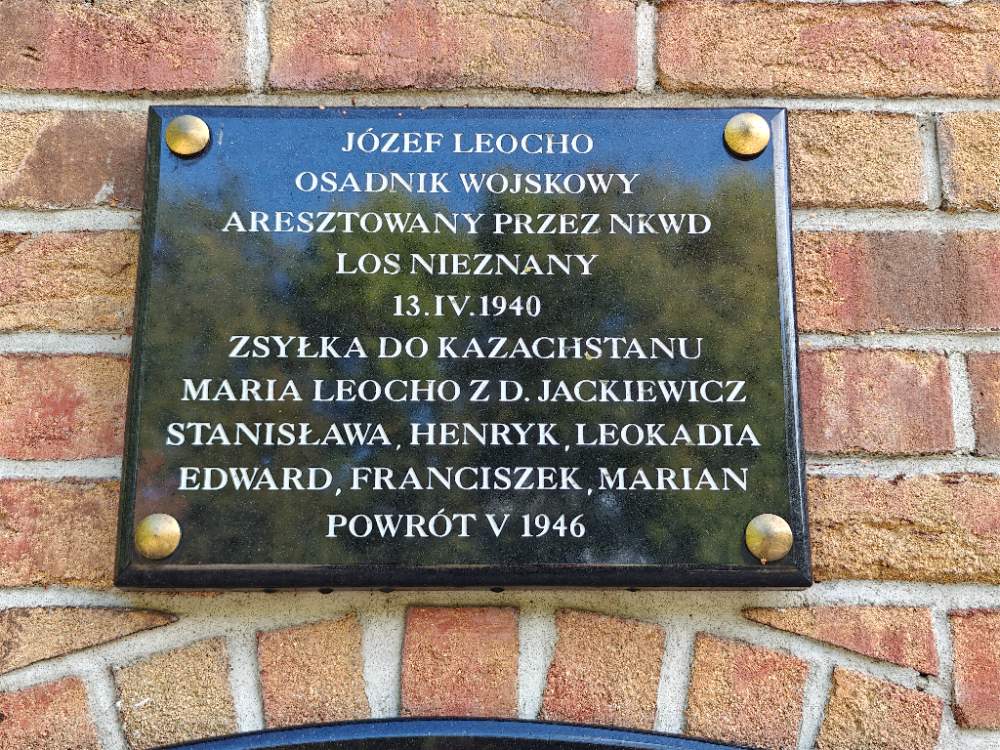 JÓZEF LEOCHO
OSADNIK WOJSKOWY
ARESZTOWANY PRZEZ NKWD
LOS NIEZNANY
13.IV.1940
ZSYŁKA DO KAZACHSTANU
MARIA LEOCHO Z D. JACKIEWICZ
STANISŁAWA, HENRYK, LEOKADIA
EDWARD, FRANCISZEK, MARIAN
POWRÓT V 1946